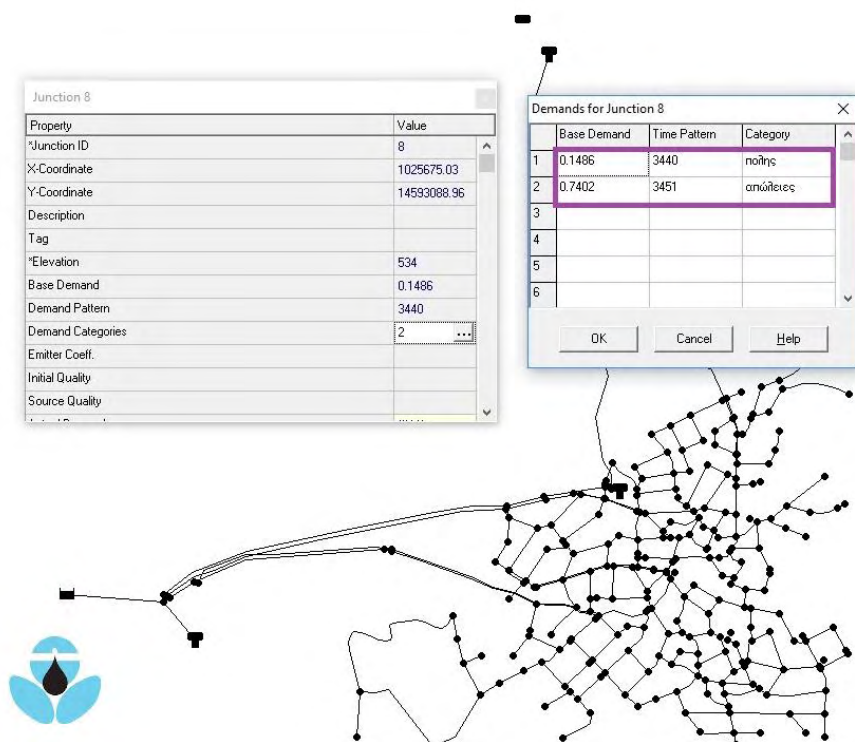 Junction 8
Property Value
*Junction ID 8
X-Coordinate 1025675.03
Y-Coordinate 14593088.96
Description
Tag
*Elevation 534
Base Demand 0.1486
Demand Pattern 3440
Demand Categories 2 ...
Emitter Coeff.
Initial Quality
Source Quality
Demands for Junction 8
Base Demand Time Pattern Category
1 0.1486 3440 πολης
2 0.7402 3451 απώλειες
3
4
5
6
OK Cancel Help